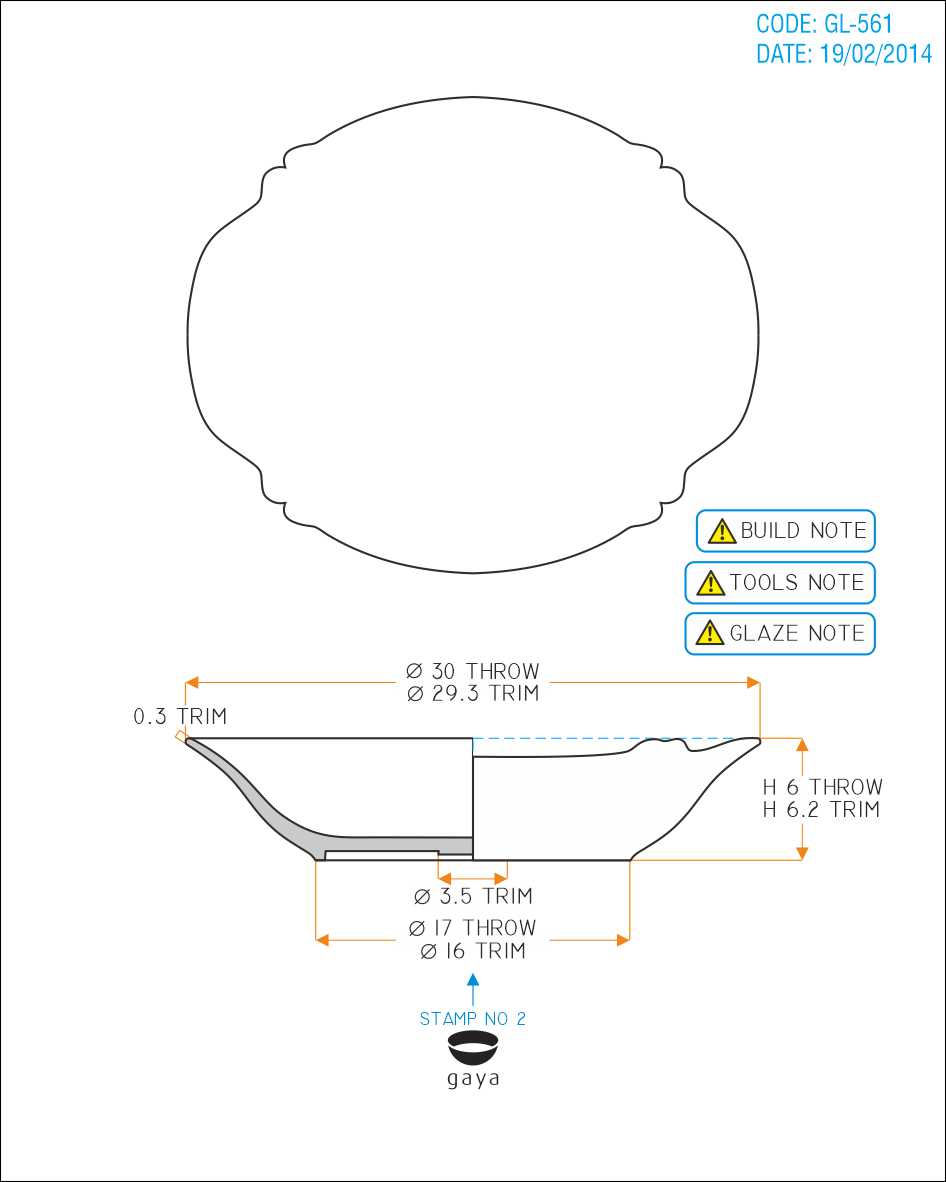 CODE: GL-561
DATE: 19/02/2014
BUILD NOTE
TOOLS NOTE
GLAZE NOTE
Ø 30 THROW
Ø 29.3 TRIM
0.3 TRIM
H 6 THROW
H 6.2 TRIM
Ø 3.5 TRIM
Ø 17 THROW
Ø 16 TRIM
STAMP NO 2
gaya